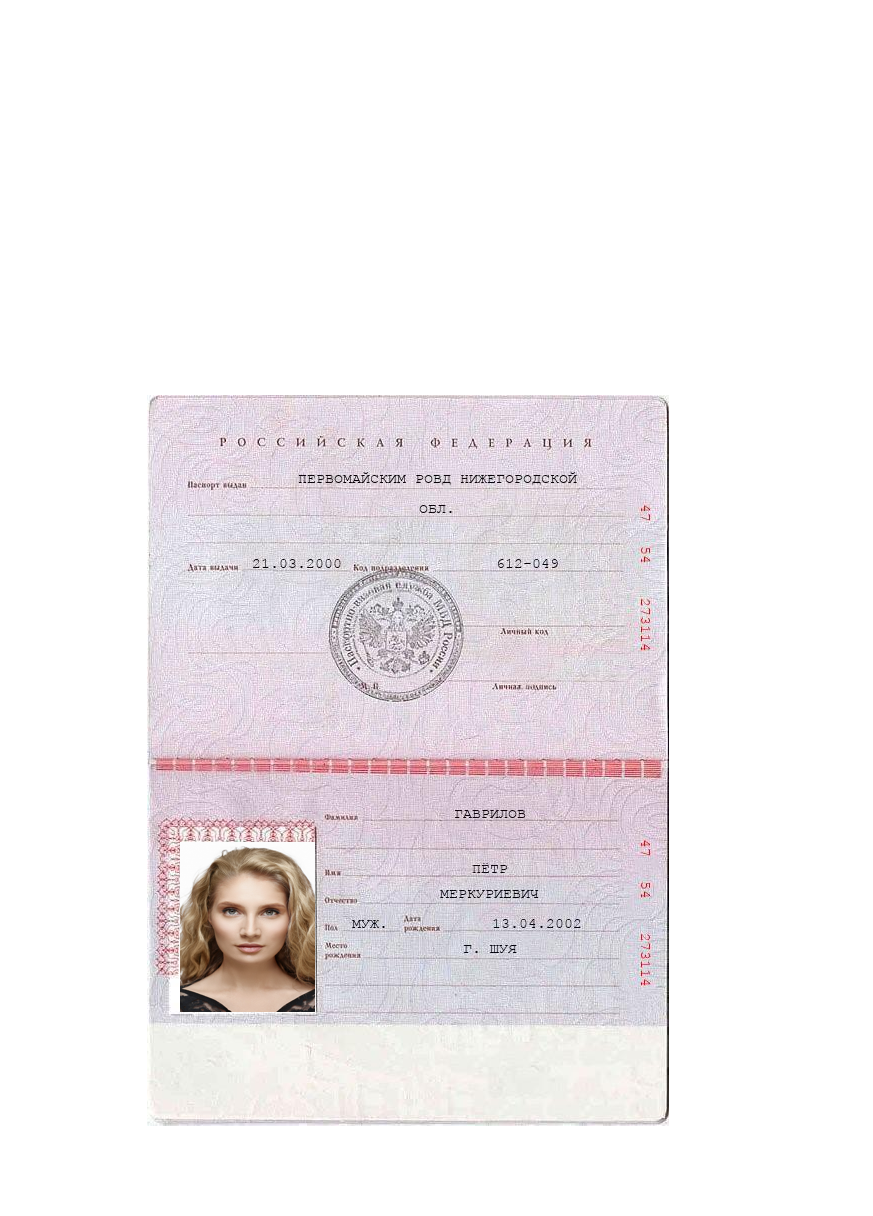 РОССИЙСКАЯ ФЕДЕРАЦИЯ
Паспорт выдан ПЕРВОМАЙСКИМ РОВД НИЖЕГОРОДСКОЙ
ОБЛ.
Дата выдачи 21.03.2000 Код подразделения 612-049
Паспортно-визовая служба МВД России
Личный код
М.П.
Личная подпись
47 54 273114
Фамилия ГАВРИЛОВ
Имя ПЁТР
Отчество МЕРКУРИЕВИЧ
Пол МУЖ. Дата рождения 13.04.2002
Место рождения Г. ШУЯ
47 54 273114